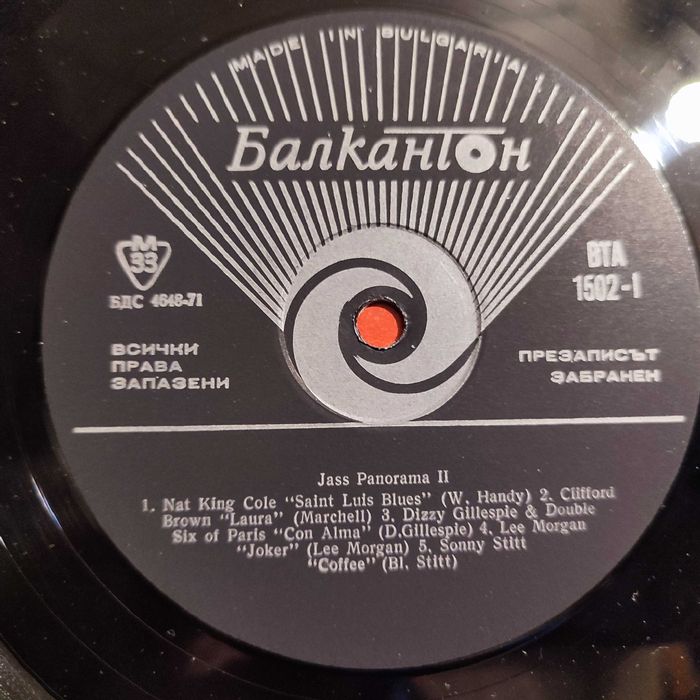 MADE IN BULGARIA
Балкантон
М
33
БДС 4648-71
ВТА
1502-I
ВСИЧКИ
ПРАВА
ЗАПАЗЕНИ
ПРЕЗАПИСЪТ
ЗАБРАНЕН
Jass Panorama II
1. Nat King Cole "Saint Luis Blues" (W. Handy) 2. Clifford
Brown "Laura" (Marchell) 3. Dizzy Gillespie & Double
Six of Paris "Con Alma" (D.Gillespie) 4. Lee Morgan
"Joker" (Lee Morgan) 5. Sonny Stitt
"Coffee" (Bl. Stitt)